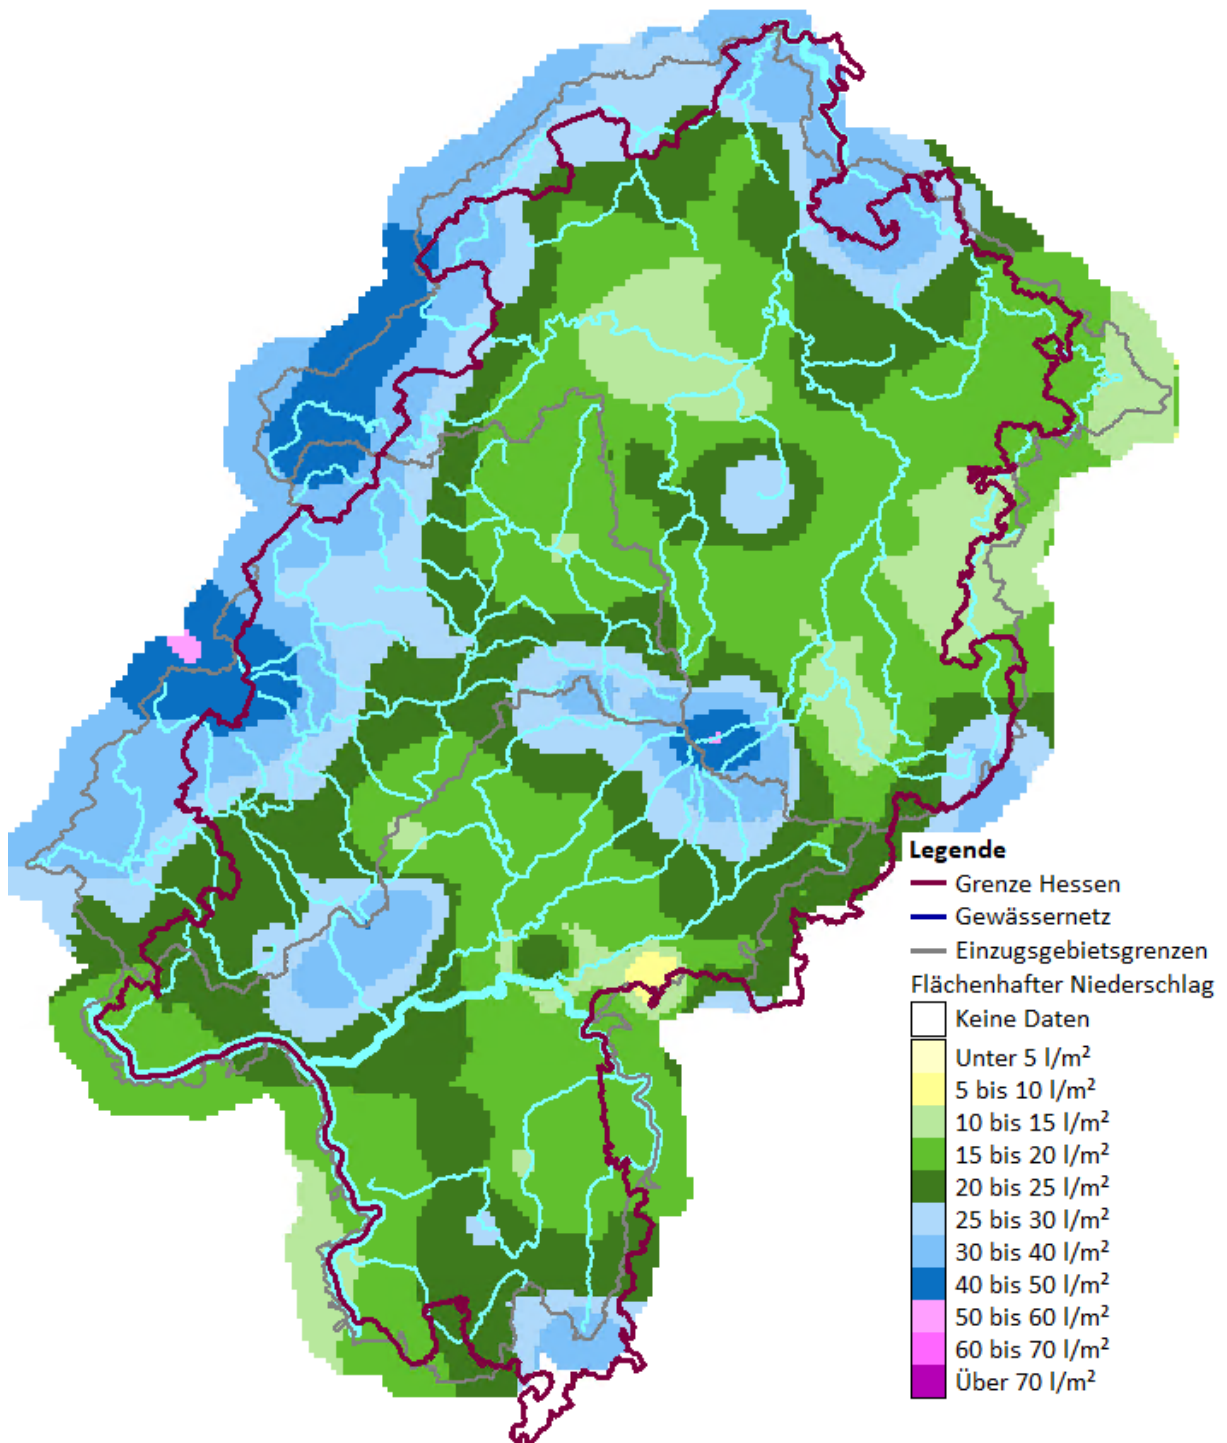 Legende
Grenze Hessen
Gewässernetz
Einzugsgebietsgrenzen
Flächenhafter Niederschlag
Keine Daten
Unter 5 l/m²
5 bis 10 l/m²
10 bis 15 l/m²
15 bis 20 l/m²
20 bis 25 l/m²
25 bis 30 l/m²
30 bis 40 l/m²
40 bis 50 l/m²
50 bis 60 l/m²
60 bis 70 l/m²
Über 70 l/m²